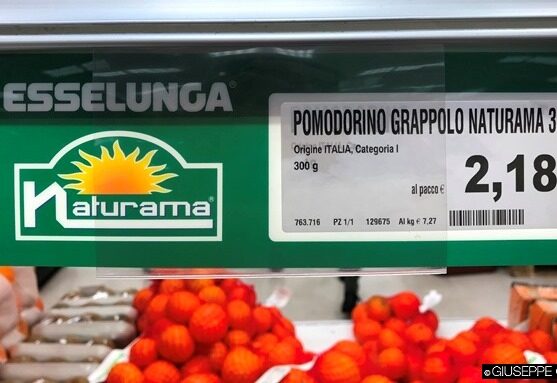 ESSELUNGA®
naturama®
POMODORINO GRAPPOLO NATURAMA 3
Origine ITALIA, Categoria I
300 g
al pacco € 2,18
763.716 PZ 1/1 129675 Al kg € 7,27
© GIUSEPPE